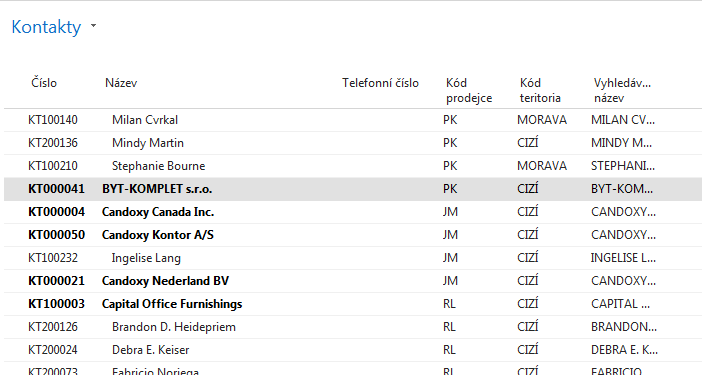 Kontakty
Číslo Název Telefonní číslo Kód prodejce Kód teritoria Vyhledáv... název
KT100140 Milan Cvrkal PK MORAVA MILAN CV...
KT200136 Mindy Martin PK CIZÍ MINDY M...
KT100210 Stephanie Bourne PK MORAVA STEPHANI...
KT000041 BYT-KOMPLET s.r.o. PK CIZÍ BYT-KOM...
KT000004 Candoxy Canada Inc. JM CIZÍ CANDOXY...
KT000050 Candoxy Kontor A/S JM CIZÍ CANDOXY...
KT100232 Ingelise Lang JM CIZÍ INGELISE L...
KT000021 Candoxy Nederland BV JM CIZÍ CANDOXY...
KT100003 Capital Office Furnishings RL CIZÍ CAPITAL ...
KT200126 Brandon D. Heidepriem RL CIZÍ BRANDON...
KT200024 Debra E. Keiser RL CIZÍ DEBRA E. K...
KT200073 Fabricio Noriega RL CIZÍ FABRICIO